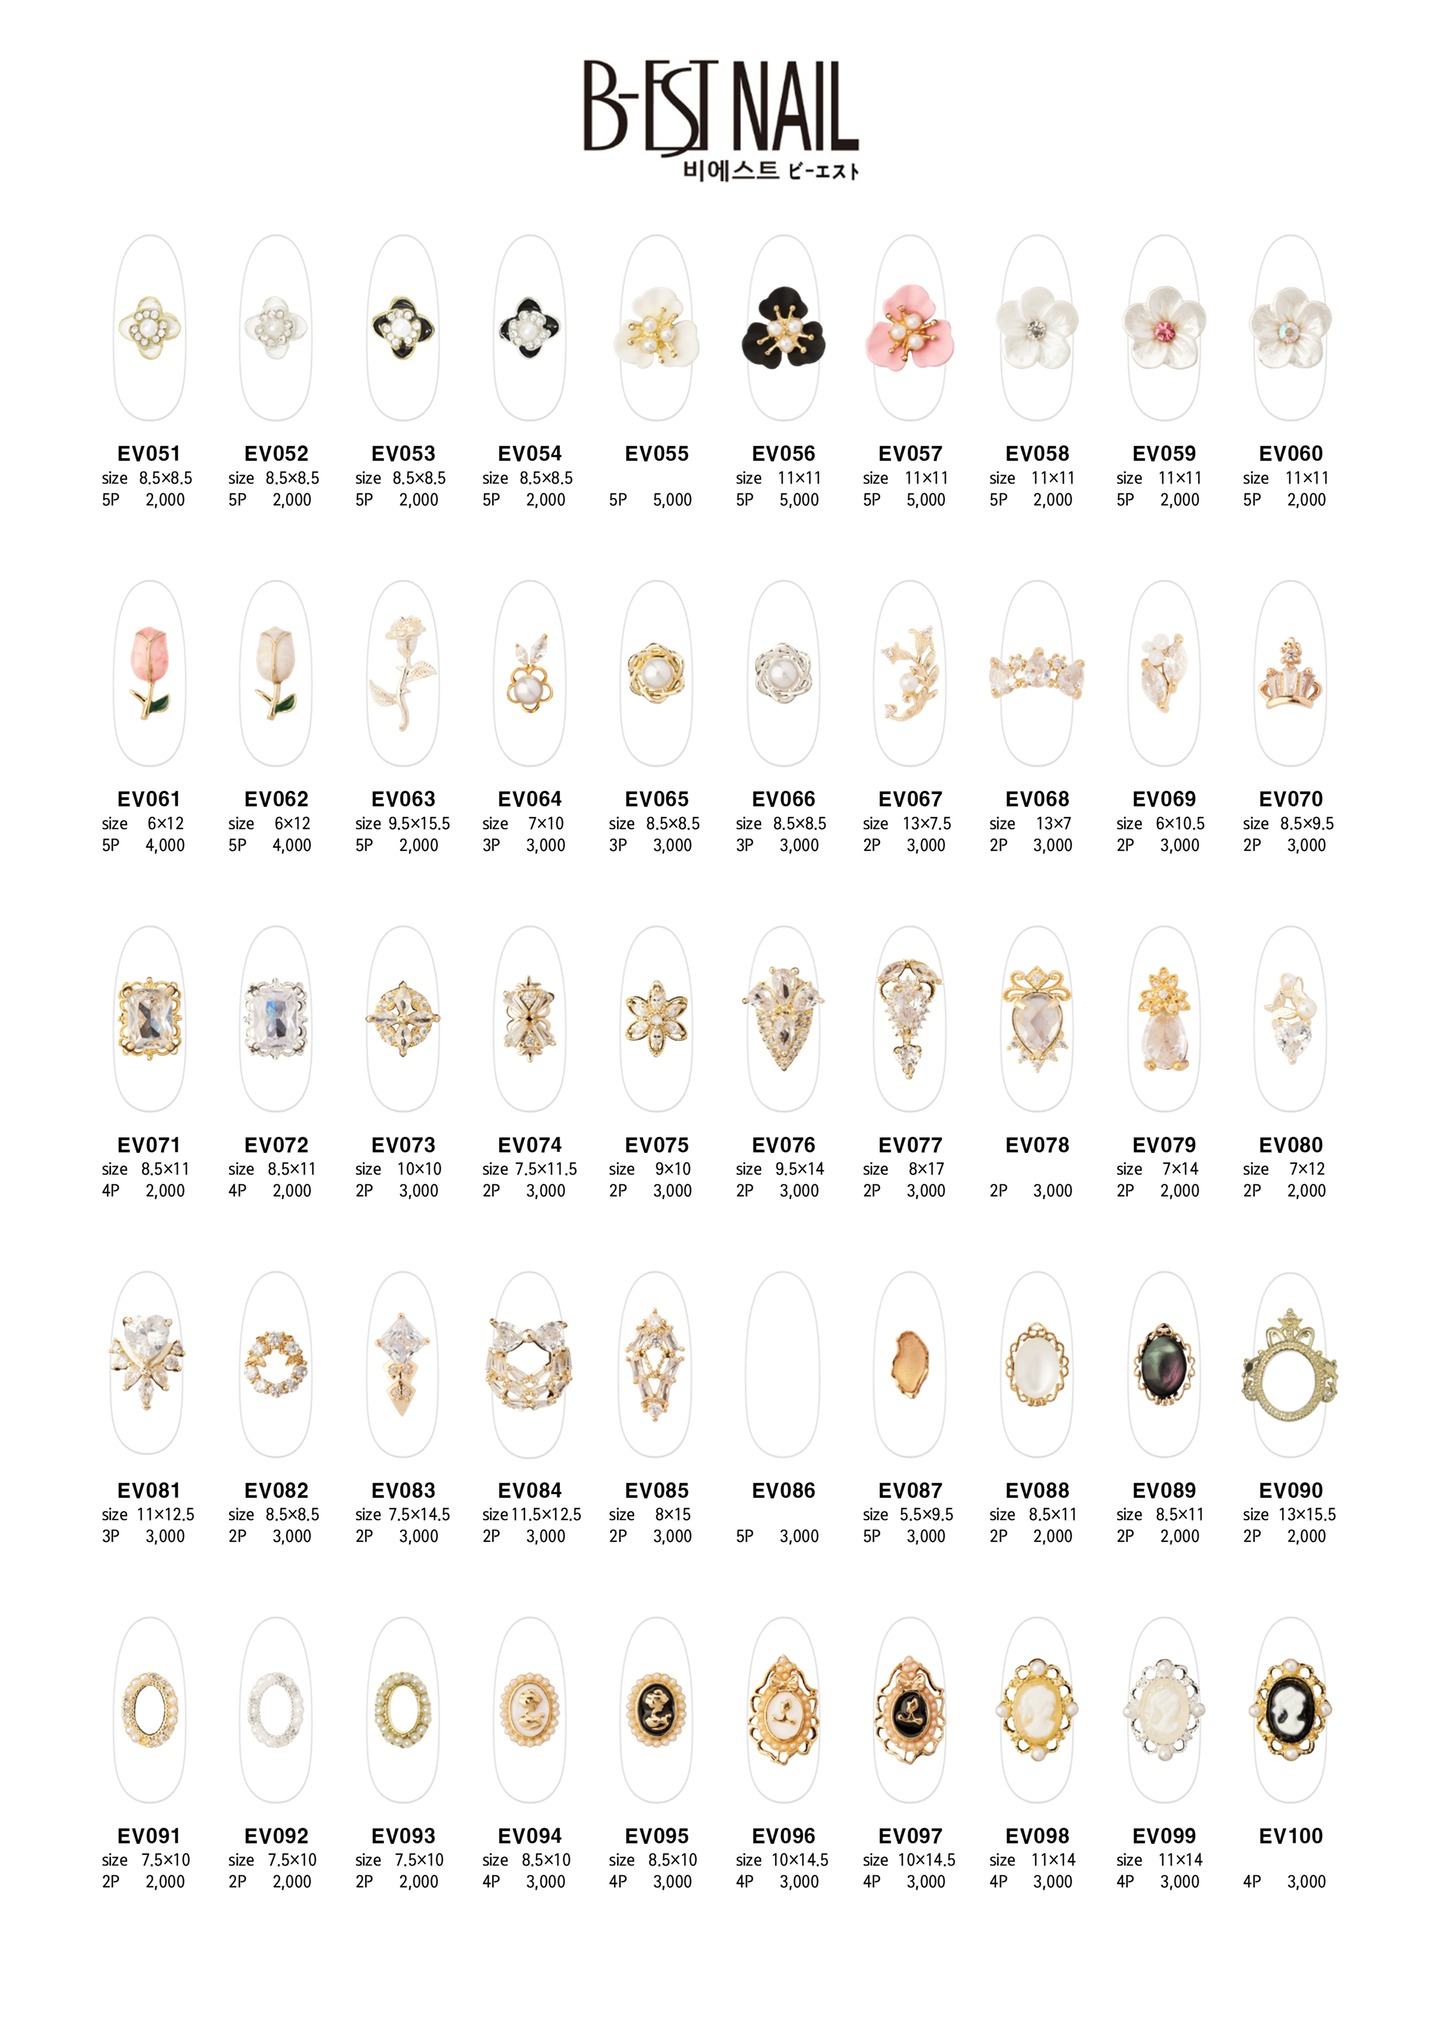 B-EST NAIL
비에스트 ビーエスト
EV051 EV052 EV053 EV054 EV055 EV056 EV057 EV058 EV059 EV060
size 8.5×8.5 size 8.5×8.5 size 8.5×8.5 size 8.5×8.5 size 11×11 size 11×11 size 11×11 size 11×11 size 11×11
5P 2,000 5P 2,000 5P 2,000 5P 2,000 5P 5,000 5P 5,000 5P 5,000 5P 2,000 5P 2,000 5P 2,000
EV061 EV062 EV063 EV064 EV065 EV066 EV067 EV068 EV069 EV070
size 6×12 size 6×12 size 9.5×15.5 size 7×10 size 8.5×8.5 size 8.5×8.5 size 13×7.5 size 13×7 size 6×10.5 size 8.5×9.5
5P 4,000 5P 4,000 5P 2,000 3P 3,000 3P 3,000 3P 3,000 2P 3,000 2P 3,000 2P 3,000 2P 3,000
EV071 EV072 EV073 EV074 EV075 EV076 EV077 EV078 EV079 EV080
size 8.5×11 size 8.5×11 size 10×10 size 7.5×11.5 size 9×10 size 9.5×14 size 8×17 size 7×14 size 7×12
4P 2,000 4P 2,000 2P 3,000 2P 3,000 2P 3,000 2P 3,000 2P 3,000 2P 3,000 2P 2,000 2P 2,000
EV081 EV082 EV083 EV084 EV085 EV086 EV087 EV088 EV089 EV090
size 11×12.5 size 8.5×8.5 size 7.5×14.5 size 11.5×12.5 size 8×15 size 5.5×9.5 size 8.5×11 size 8.5×11 size 13×15.5
3P 3,000 2P 3,000 2P 3,000 2P 3,000 2P 3,000 5P 3,000 5P 3,000 2P 2,000 2P 2,000 2P 2,000
EV091 EV092 EV093 EV094 EV095 EV096 EV097 EV098 EV099 EV100
size 7.5×10 size 7.5×10 size 7.5×10 size 8.5×10 size 8.5×10 size 10×14.5 size 10×14.5 size 11×14 size 11×14
2P 2,000 2P 2,000 2P 2,000 4P 3,000 4P 3,000 4P 3,000 4P 3,000 4P 3,000 4P 3,000 4P 3,000